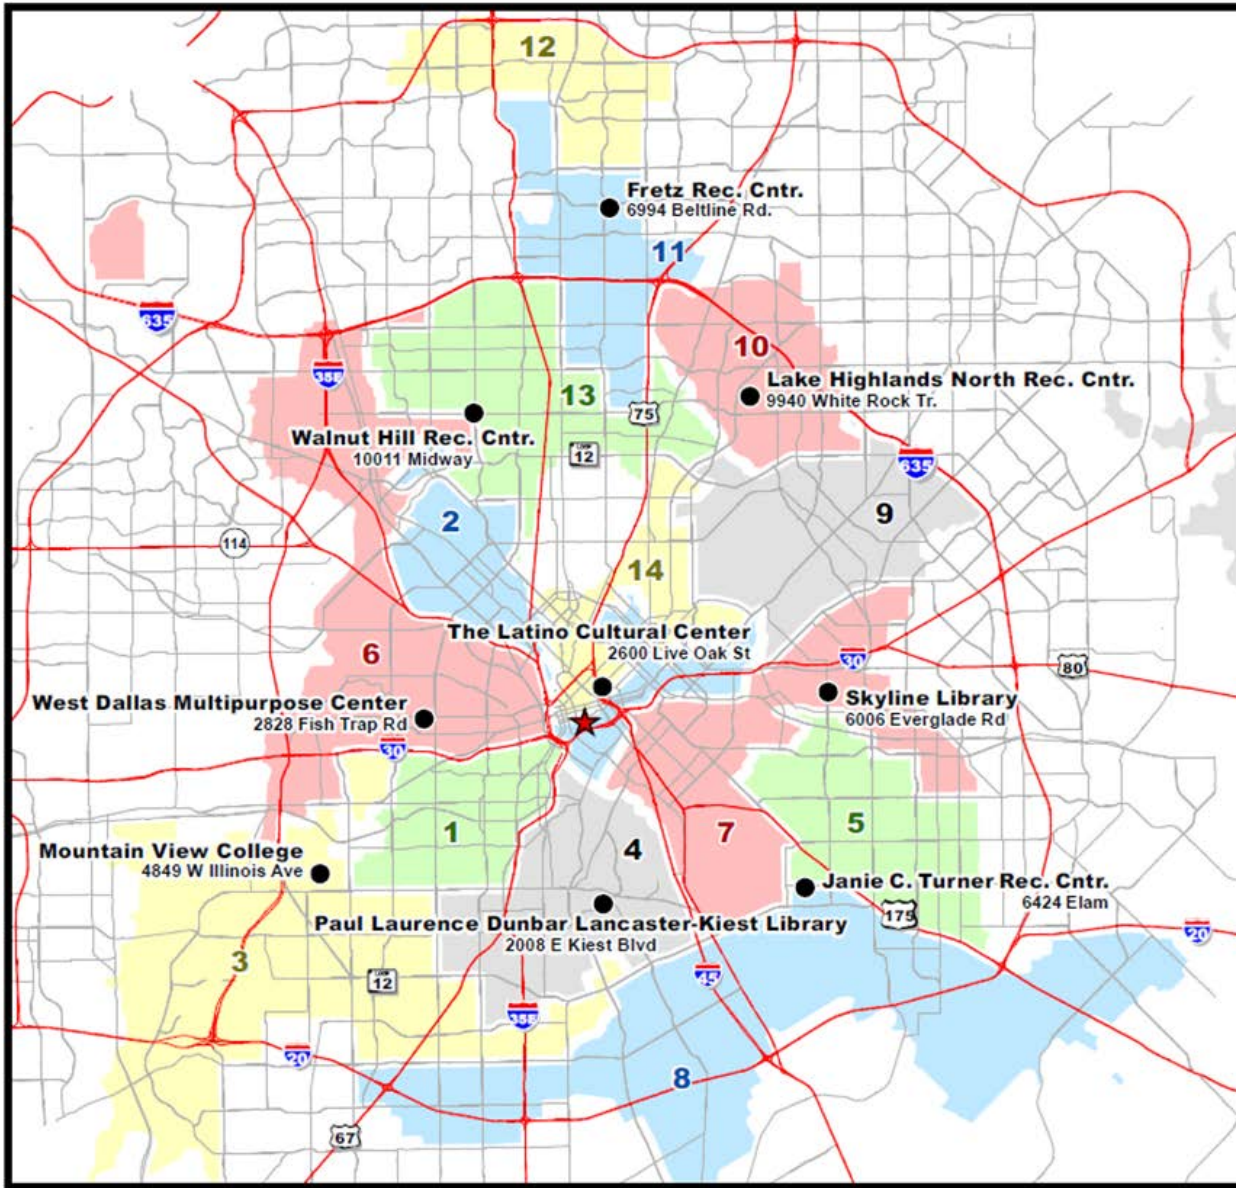 12
Fretz Rec. Cntr.
6994 Beltline Rd.
11
635
10
35E
Lake Highlands North Rec. Cntr.
9940 White Rock Tr.
13
75
Walnut Hill Rec. Cntr.
10011 Midway
LOOP
12
635
2
9
114
14
The Latino Cultural Center
2600 Live Oak St
6
30
80
West Dallas Multipurpose Center
2828 Fish Trap Rd
Skyline Library
6006 Everglade Rd
30
1
4
7
5
Mountain View College
4849 W Illinois Ave
Janie C. Turner Rec. Cntr.
6424 Elam
175
Paul Laurence Dunbar Lancaster-Kiest Library
2008 E Kiest Blvd
20
3
LOOP
12
45
35E
20
8
67